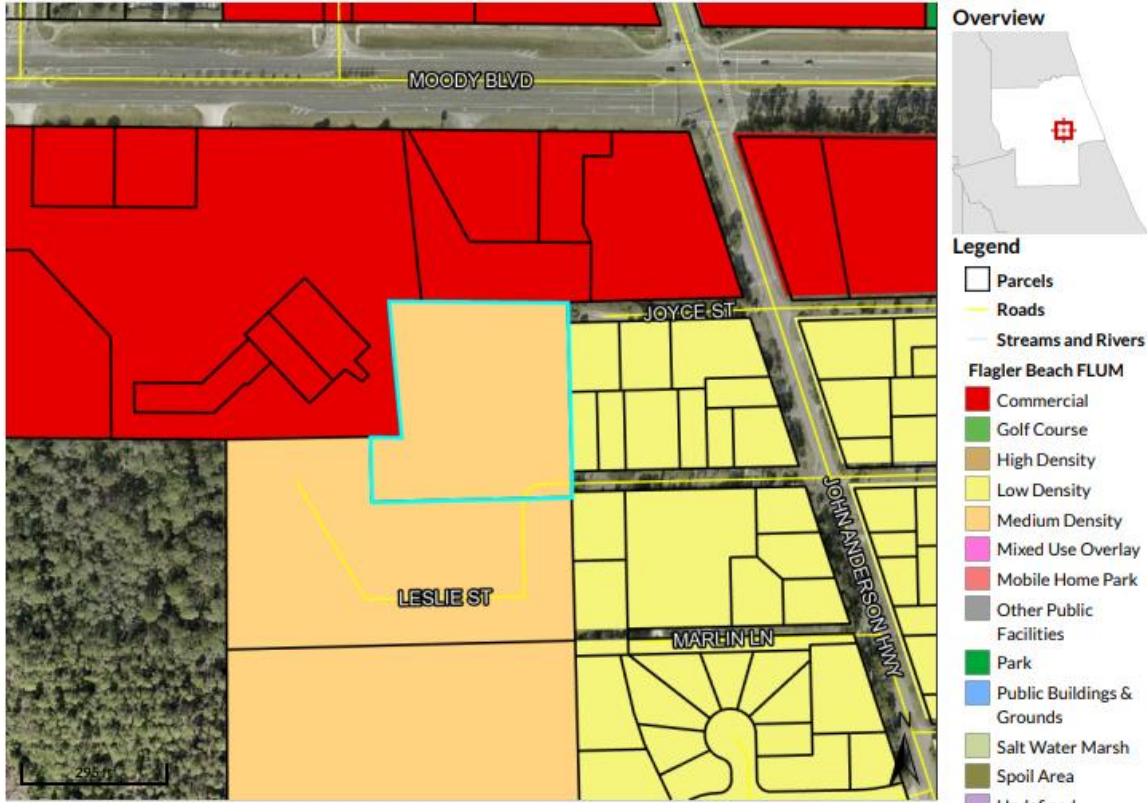 MOODY BLVD
JOYCE ST
LESLIE ST
MARLIN LN
JOHN ANDERSON HWY
N
295 ft
Overview
Legend
Parcels
Roads
Streams and Rivers
Flagler Beach FLUM
Commercial
Golf Course
High Density
Low Density
Medium Density
Mixed Use Overlay
Mobile Home Park
Other Public
Facilities
Park
Public Buildings &
Grounds
Salt Water Marsh
Spoil Area